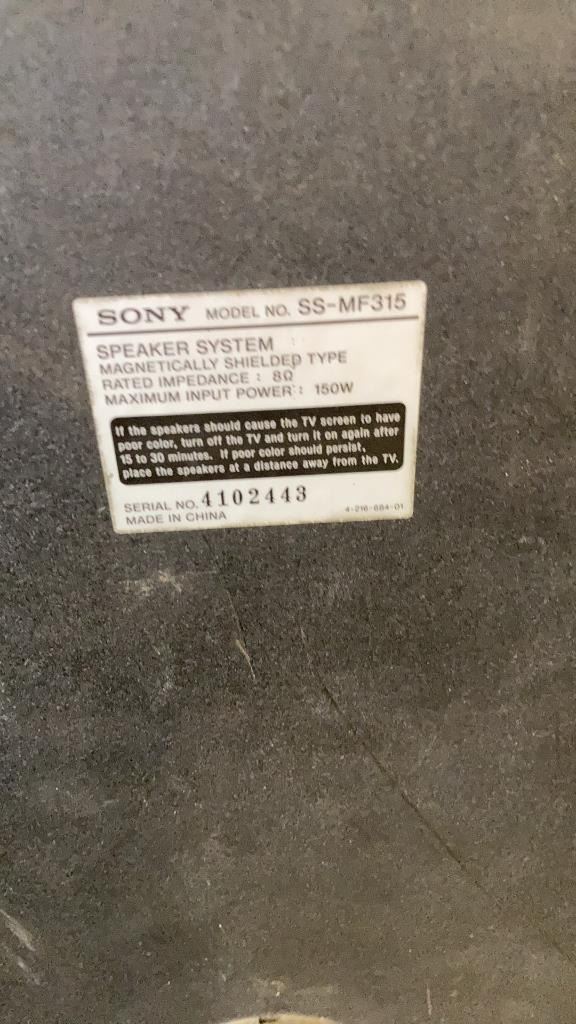 SONY MODEL NO. SS-MF315
SPEAKER SYSTEM
MAGNETICALLY SHIELDED TYPE
RATED IMPEDANCE : 8Ω
MAXIMUM INPUT POWER : 150W
If the speakers should cause the TV screen to have
poor color, turn off the TV and turn it on again after
15 to 30 minutes. If poor color should persist,
place the speakers at a distance away from the TV.
SERIAL NO. 4102443
MADE IN CHINA 4-216-684-01